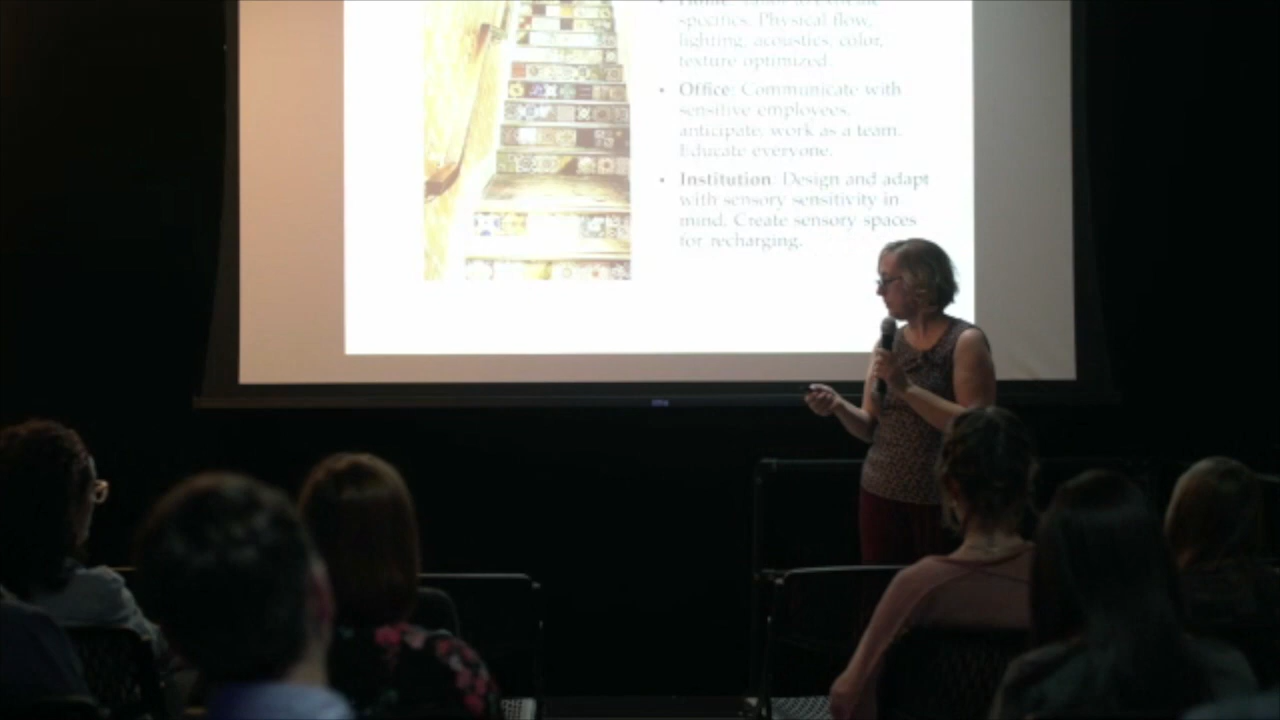 specifics. Physical flow,
lighting, acoustics, color,
texture optimized.
• Office: Communicate with
sensitive employees,
anticipate, work as a team.
Educate everyone.
• Institution: Design and adapt
with sensory sensitivity in
mind. Create sensory spaces
for recharging.